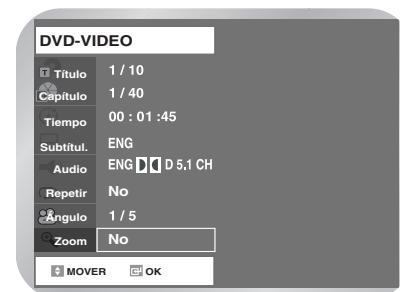 DVD-VIDEO
T Título 1 / 10
Capítulo 1 / 40
Tiempo 00 : 01 :45
Subtítul. ENG
Audio ENG D 5.1 CH
Repetir No
Ángulo 1 / 5
Zoom No
MOVER OK